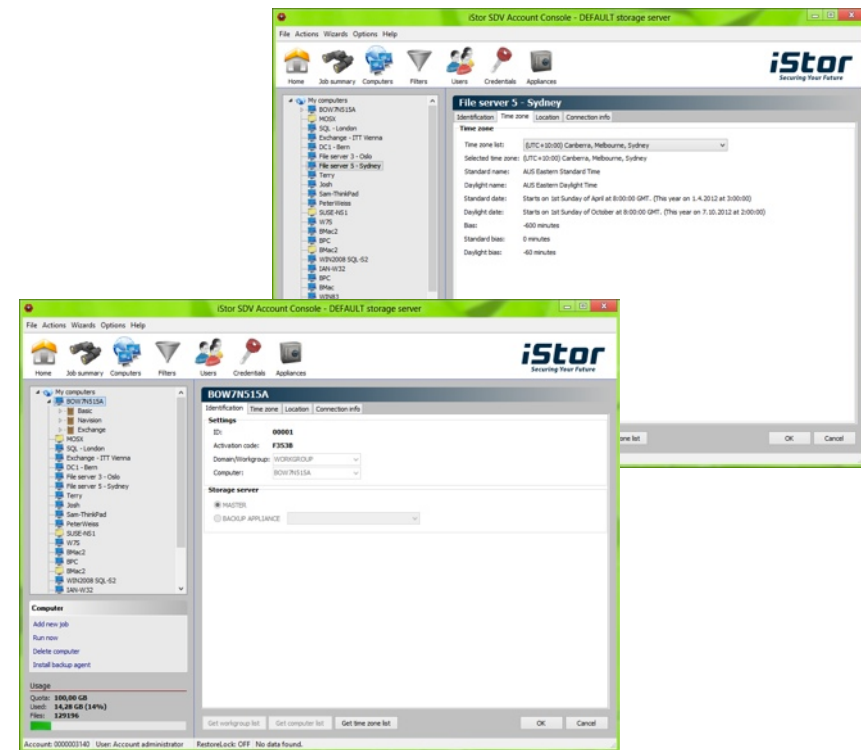 iStor SDV Account Console - DEFAULT storage server
File Actions Wizards Options Help
Home Job summary Computers Filters Users Credentials Appliances
iStor
Securing Your Future
My computers
BOW7N515A
MOSX
SQL - London
Exchange - ITT Vienna
DC1 - Bern
File server 3 - Oslo
File server 5 - Sydney
Terry
Josh
Sam-ThinkPad
PeterWeiss
SUSE-NS1
W7S
BMac2
BPC
BMac2
WIN2008 SQL-S2
IAN-W32
BPC
BMac
WIN83
File server 5 - Sydney
Identification Time zone Location Connection info
Time zone
Time zone list: (UTC+10:00) Canberra, Melbourne, Sydney
Selected time zone: (UTC+10:00) Canberra, Melbourne, Sydney
Standard name: AUS Eastern Standard Time
Daylight name: AUS Eastern Daylight Time
Standard date: Starts on 1st Sunday of April at 8:00:00 GMT. (This year on 1.4.2012 at 3:00:00)
Daylight date: Starts on 1st Sunday of October at 8:00:00 GMT. (This year on 7.10.2012 at 2:00:00)
Bias: -600 minutes
Standard bias: 0 minutes
Daylight bias: -60 minutes
one list OK Cancel
iStor SDV Account Console - DEFAULT storage server
File Actions Wizards Options Help
Home Job summary Computers Filters Users Credentials Appliances
iStor
Securing Your Future
My computers
BOW7N515A
Basic
Navision
Exchange
MOSX
SQL - London
Exchange - ITT Vienna
DC1 - Bern
File server 3 - Oslo
File server 5 - Sydney
Terry
Josh
Sam-ThinkPad
PeterWeiss
SUSE-NS1
W7S
BMac2
BPC
BMac2
WIN2008 SQL-S2
IAN-W32
Computer
Add new job
Run now
Delete computer
Install backup agent
Usage
Quota: 100,00 GB
Used: 14,28 GB (14%)
Files: 129196
BOW7N515A
Identification Time zone Location Connection info
Settings
ID: 00001
Activation code: F3538
Domain/Workgroup: WORKGROUP
Computer: BOW7N515A
Storage server
MASTER
BACKUP APPLIANCE
Get workgroup list Get computer list Get time zone list OK Cancel
Account: 0000003140 User: Account administrator RestoreLock: OFF No data found.